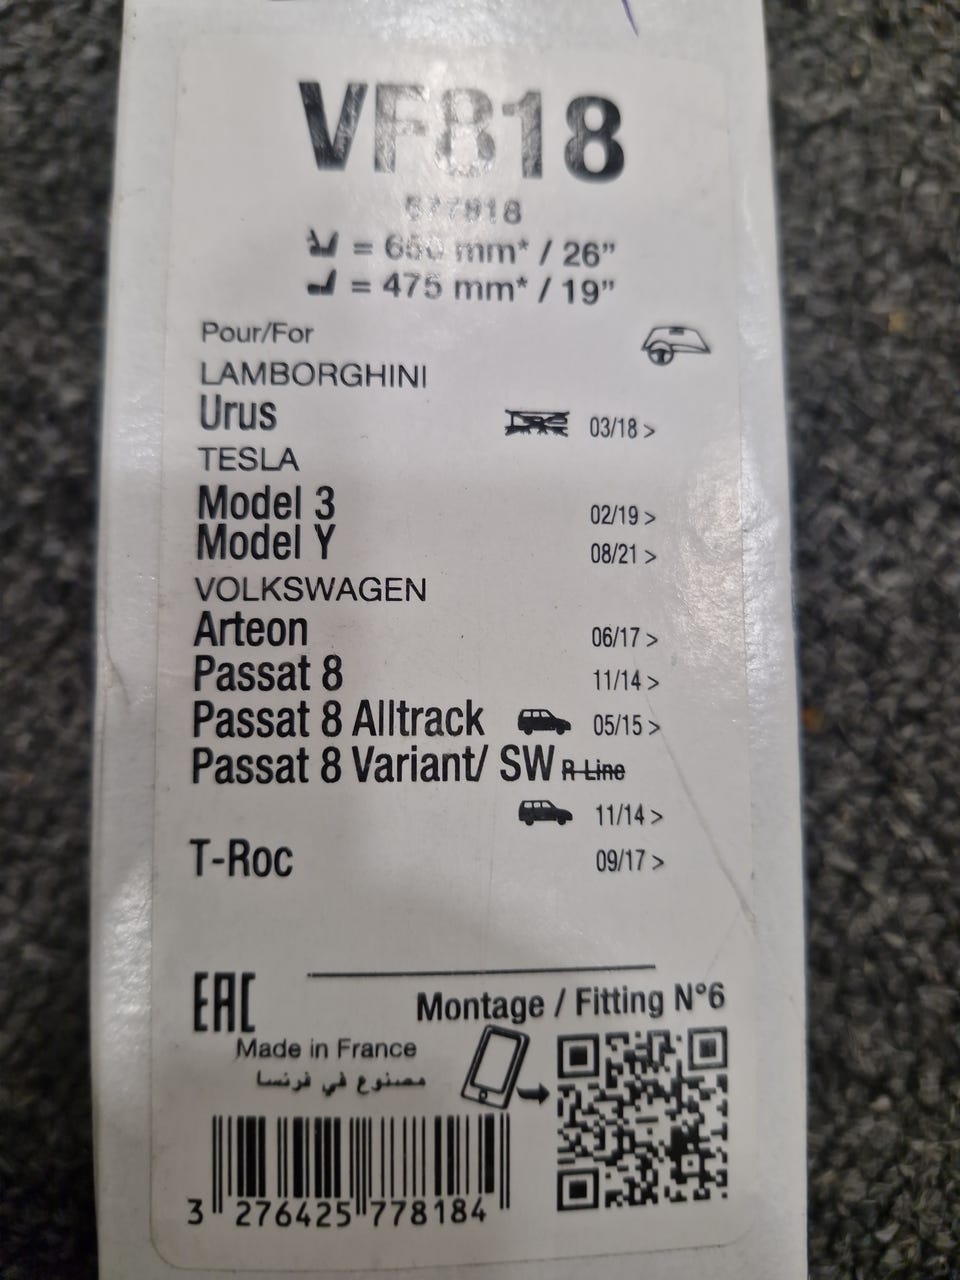 VF818
577818
= 650 mm* / 26”
= 475 mm* / 19”
Pour/For
LAMBORGHINI
Urus 03/18 >
TESLA
Model 3 02/19 >
Model Y 08/21 >
VOLKSWAGEN
Arteon 06/17 >
Passat 8 11/14 >
Passat 8 Alltrack 05/15 >
Passat 8 Variant/ SW R-Line
11/14 >
T-Roc 09/17 >
EAC
Montage / Fitting N°6
Made in France
مصنوع في فرنسا
3 276425 778184